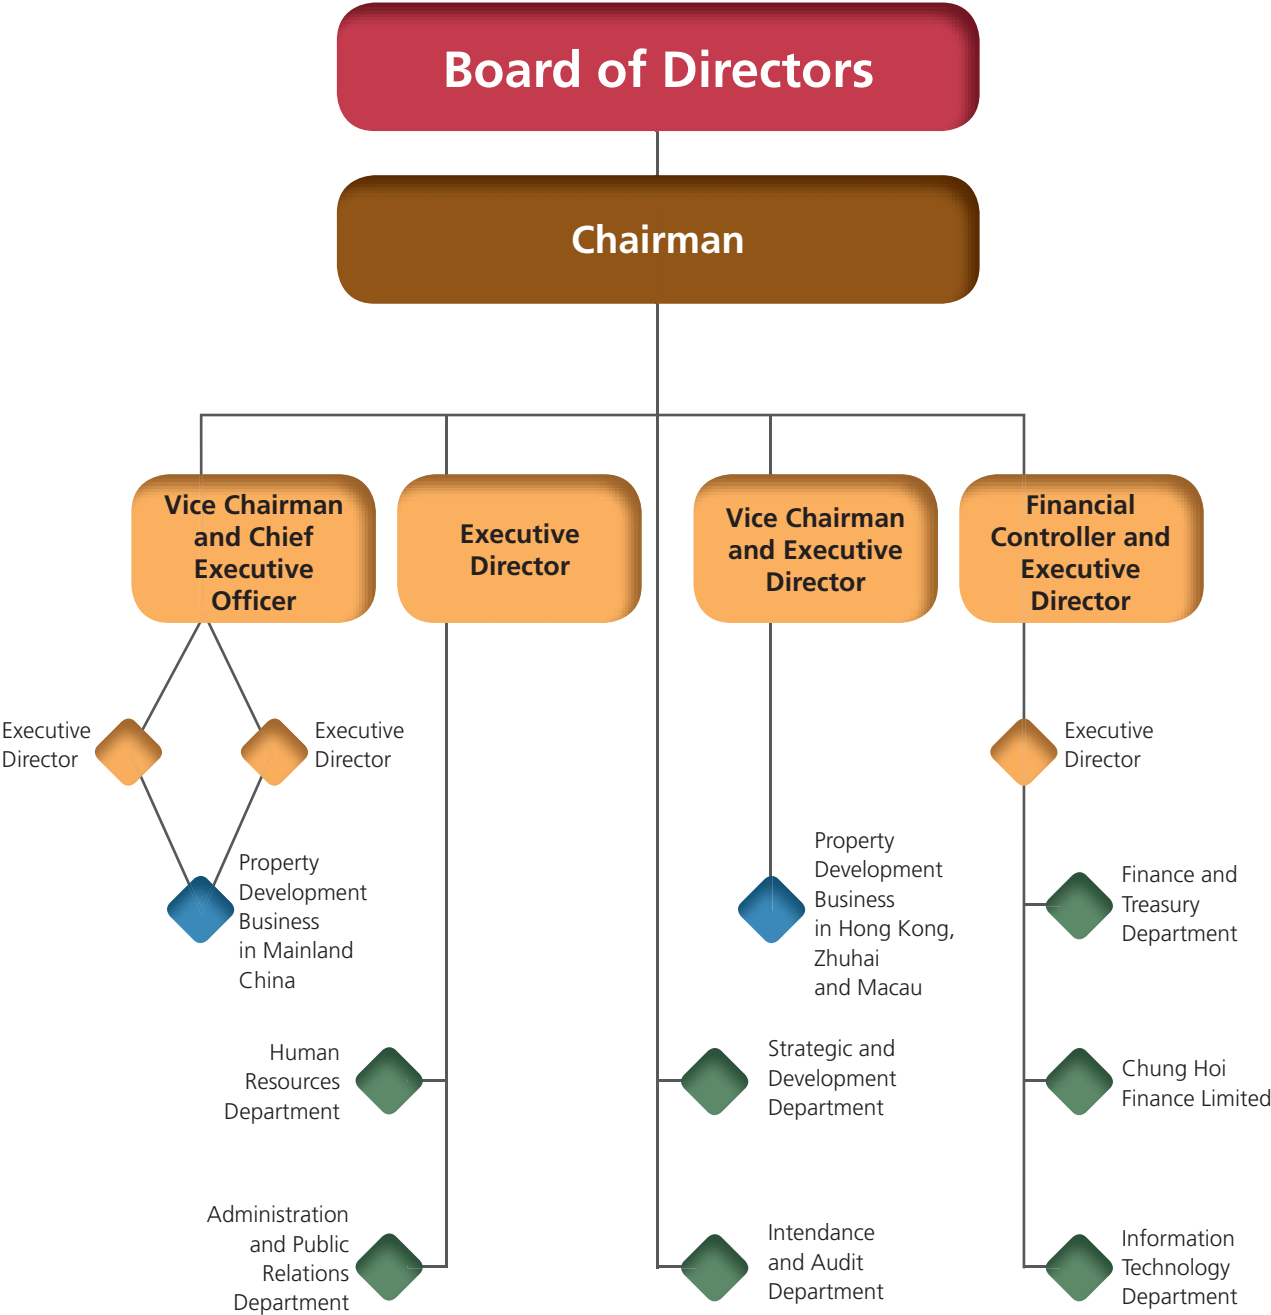 Board of Directors
Chairman
Vice Chairman
and Chief
Executive
Officer
Executive
Director
Vice Chairman
and Executive
Director
Financial
Controller and
Executive
Director
Executive
Director
Executive
Director
Executive
Director
Property
Development
Business
in Mainland
China
Property
Development
Business
in Hong Kong,
Zhuhai
and Macau
Finance and
Treasury
Department
Human
Resources
Department
Strategic and
Development
Department
Chung Hoi
Finance Limited
Administration
and Public
Relations
Department
Intendance
and Audit
Department
Information
Technology
Department